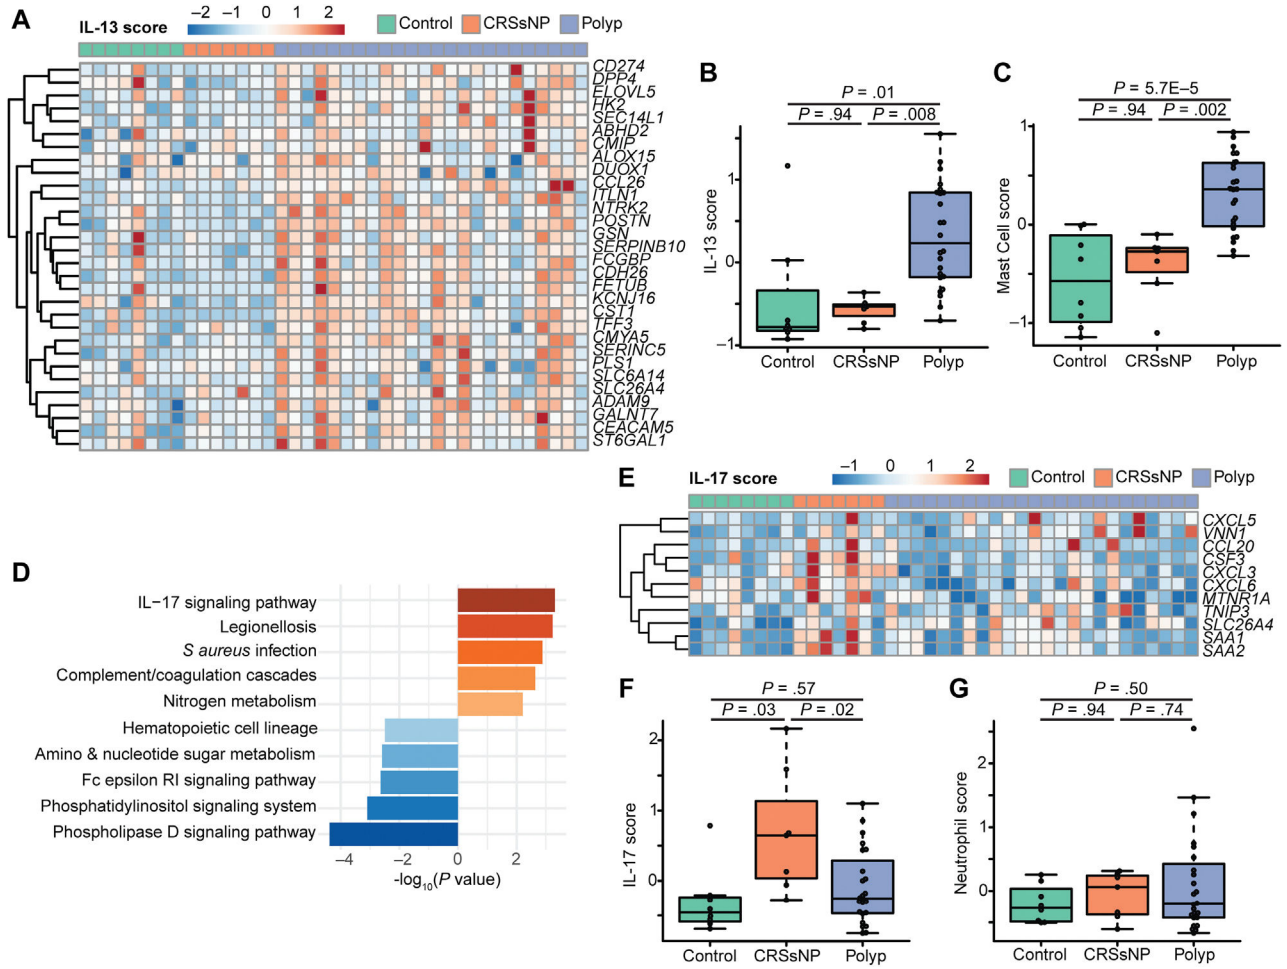 A
IL-13 score
−2 −1 0 1 2
Control CRSsNP Polyp
CD274
DPP4
ELOVL5
HK2
SEC14L1
ABHD2
CMIP
ALOX15
DUOX1
CCL26
ITLN1
NTRK2
POSTN
GSN
SERPINB10
FCGBP
CDH26
FETUB
KCNJ16
CST1
TFF3
CMYA5
SERINC5
PLS1
SLC6A14
SLC26A4
ADAM9
GALNT7
CEACAM5
ST6GAL1
B
P = .01
P = .94 P = .008
IL-13 score
1
0
−1
Control CRSsNP Polyp
C
P = 5.7E−5
P = .94 P = .002
Mast Cell score
1
0
−1
Control CRSsNP Polyp
D
IL−17 signaling pathway
Legionellosis
S aureus infection
Complement/coagulation cascades
Nitrogen metabolism
Hematopoietic cell lineage
Amino & nucleotide sugar metabolism
Fc epsilon RI signaling pathway
Phosphatidylinositol signaling system
Phospholipase D signaling pathway
−4 −2 0 2
-log10(P value)
E
IL-17 score
−1 0 1 2
Control CRSsNP Polyp
CXCL5
VNN1
CCL20
CSF3
CXCL3
CXCL6
MTNR1A
TNIP3
SLC26A4
SAA1
SAA2
F
P = .57
P = .03 P = .02
IL-17 score
2
1
0
Control CRSsNP Polyp
G
P = .50
P = .94 P = .74
Neutrophil score
2
1
0
Control CRSsNP Polyp